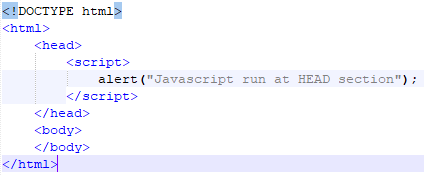 <!DOCTYPE html>
<html>
<head>
<script>
alert("Javascript run at HEAD section");
</script>
</head>
<body>
</body>
</html>